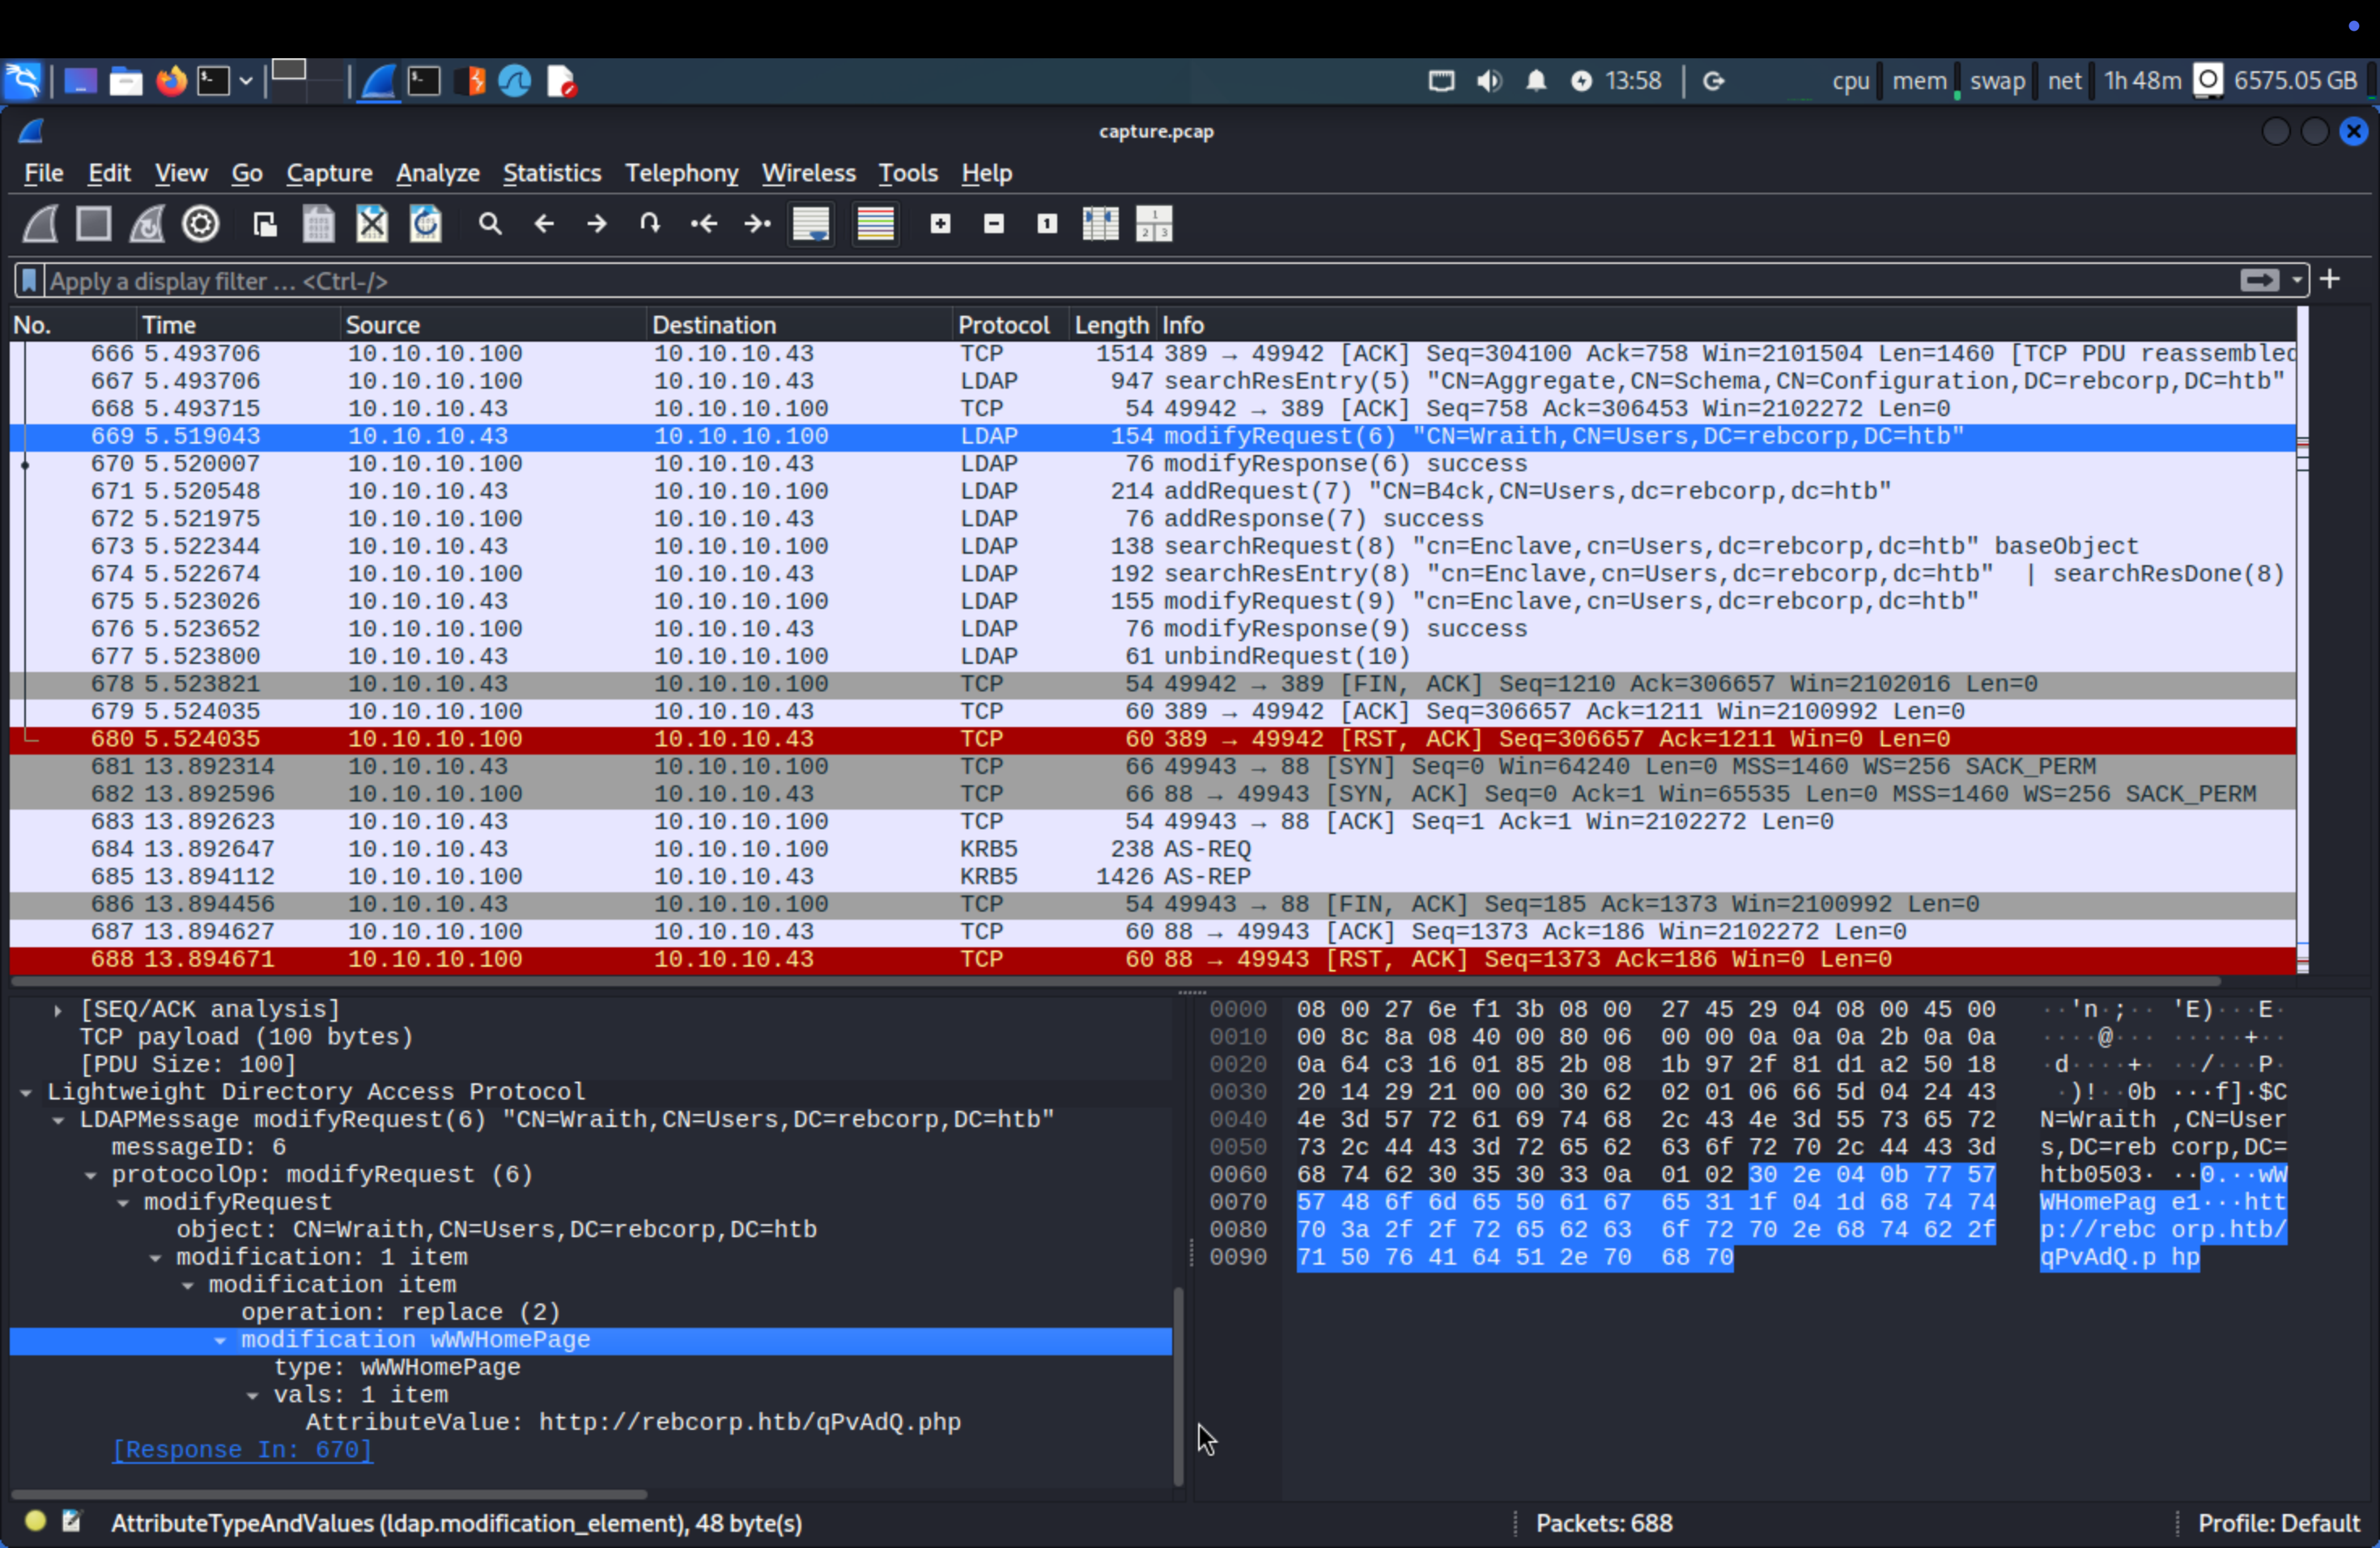 13:58 cpu mem swap net 1h 48m 6575.05 GB
capture.pcap
File Edit View Go Capture Analyze Statistics Telephony Wireless Tools Help
Apply a display filter … <Ctrl-/>
No. Time Source Destination Protocol Length Info
666 5.493706 10.10.10.100 10.10.10.43 TCP 1514 389 → 49942 [ACK] Seq=304100 Ack=758 Win=2101504 Len=1460 [TCP PDU reassembled
667 5.493706 10.10.10.100 10.10.10.43 LDAP 947 searchResEntry(5) "CN=Aggregate,CN=Schema,CN=Configuration,DC=rebcorp,DC=htb"
668 5.493715 10.10.10.43 10.10.10.100 TCP 54 49942 → 389 [ACK] Seq=758 Ack=306453 Win=2102272 Len=0
669 5.519043 10.10.10.43 10.10.10.100 LDAP 154 modifyRequest(6) "CN=Wraith,CN=Users,DC=rebcorp,DC=htb"
670 5.520007 10.10.10.100 10.10.10.43 LDAP 76 modifyResponse(6) success
671 5.520548 10.10.10.43 10.10.10.100 LDAP 214 addRequest(7) "CN=B4ck,CN=Users,dc=rebcorp,dc=htb"
672 5.521975 10.10.10.100 10.10.10.43 LDAP 76 addResponse(7) success
673 5.522344 10.10.10.43 10.10.10.100 LDAP 138 searchRequest(8) "cn=Enclave,cn=Users,dc=rebcorp,dc=htb" baseObject
674 5.522674 10.10.10.100 10.10.10.43 LDAP 192 searchResEntry(8) "cn=Enclave,cn=Users,dc=rebcorp,dc=htb" | searchResDone(8)
675 5.523026 10.10.10.43 10.10.10.100 LDAP 155 modifyRequest(9) "cn=Enclave,cn=Users,dc=rebcorp,dc=htb"
676 5.523652 10.10.10.100 10.10.10.43 LDAP 76 modifyResponse(9) success
677 5.523800 10.10.10.43 10.10.10.100 LDAP 61 unbindRequest(10)
678 5.523821 10.10.10.43 10.10.10.100 TCP 54 49942 → 389 [FIN, ACK] Seq=1210 Ack=306657 Win=2102016 Len=0
679 5.524035 10.10.10.100 10.10.10.43 TCP 60 389 → 49942 [ACK] Seq=306657 Ack=1211 Win=2100992 Len=0
680 5.524035 10.10.10.100 10.10.10.43 TCP 60 389 → 49942 [RST, ACK] Seq=306657 Ack=1211 Win=0 Len=0
681 13.892314 10.10.10.43 10.10.10.100 TCP 66 49943 → 88 [SYN] Seq=0 Win=64240 Len=0 MSS=1460 WS=256 SACK_PERM
682 13.892596 10.10.10.100 10.10.10.43 TCP 66 88 → 49943 [SYN, ACK] Seq=0 Ack=1 Win=65535 Len=0 MSS=1460 WS=256 SACK_PERM
683 13.892623 10.10.10.43 10.10.10.100 TCP 54 49943 → 88 [ACK] Seq=1 Ack=1 Win=2102272 Len=0
684 13.892647 10.10.10.43 10.10.10.100 KRB5 238 AS-REQ
685 13.894112 10.10.10.100 10.10.10.43 KRB5 1426 AS-REP
686 13.894456 10.10.10.43 10.10.10.100 TCP 54 49943 → 88 [FIN, ACK] Seq=185 Ack=1373 Win=2100992 Len=0
687 13.894627 10.10.10.100 10.10.10.43 TCP 60 88 → 49943 [ACK] Seq=1373 Ack=186 Win=2102272 Len=0
688 13.894671 10.10.10.100 10.10.10.43 TCP 60 88 → 49943 [RST, ACK] Seq=1373 Ack=186 Win=0 Len=0
[SEQ/ACK analysis]
TCP payload (100 bytes)
[PDU Size: 100]
Lightweight Directory Access Protocol
LDAPMessage modifyRequest(6) "CN=Wraith,CN=Users,DC=rebcorp,DC=htb"
messageID: 6
protocolOp: modifyRequest (6)
modifyRequest
object: CN=Wraith,CN=Users,DC=rebcorp,DC=htb
modification: 1 item
modification item
operation: replace (2)
modification wWWHomePage
type: wWWHomePage
vals: 1 item
AttributeValue: http://rebcorp.htb/qPvAdQ.php
[Response In: 670]
0000 08 00 27 6e f1 3b 08 00 27 45 29 04 08 00 45 00 ··'n·;·· 'E)···E·
0010 00 8c 8a 08 40 00 80 06 00 00 0a 0a 0a 2b 0a 0a ····@··· ·····+··
0020 0a 64 c3 16 01 85 2b 08 1b 97 2f 81 d1 a2 50 18 ·d····+· ··/···P·
0030 20 14 29 21 00 00 30 62 02 01 06 66 5d 04 24 43 ·)!··0b ···f]·$C
0040 4e 3d 57 72 61 69 74 68 2c 43 4e 3d 55 73 65 72 N=Wraith ,CN=User
0050 73 2c 44 43 3d 72 65 62 63 6f 72 70 2c 44 43 3d s,DC=reb corp,DC=
0060 68 74 62 30 35 30 33 0a 01 02 30 2e 04 0b 77 57 htb0503· ··0.··wW
0070 57 48 6f 6d 65 50 61 67 65 31 1f 04 1d 68 74 74 WHomePag e1···htt
0080 70 3a 2f 2f 72 65 62 63 6f 72 70 2e 68 74 62 2f p://rebc orp.htb/
0090 71 50 76 41 64 51 2e 70 68 70 qPvAdQ.p hp
AttributeTypeAndValues (ldap.modification_element), 48 byte(s) Packets: 688 Profile: Default